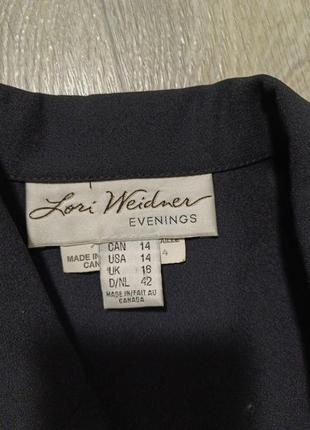 Lori Weidner
EVENINGS
CAN 14
USA 14
UK 16
D/NL 42
MADE IN/FAIT AU
CANADA
MADE IN
CAN
4